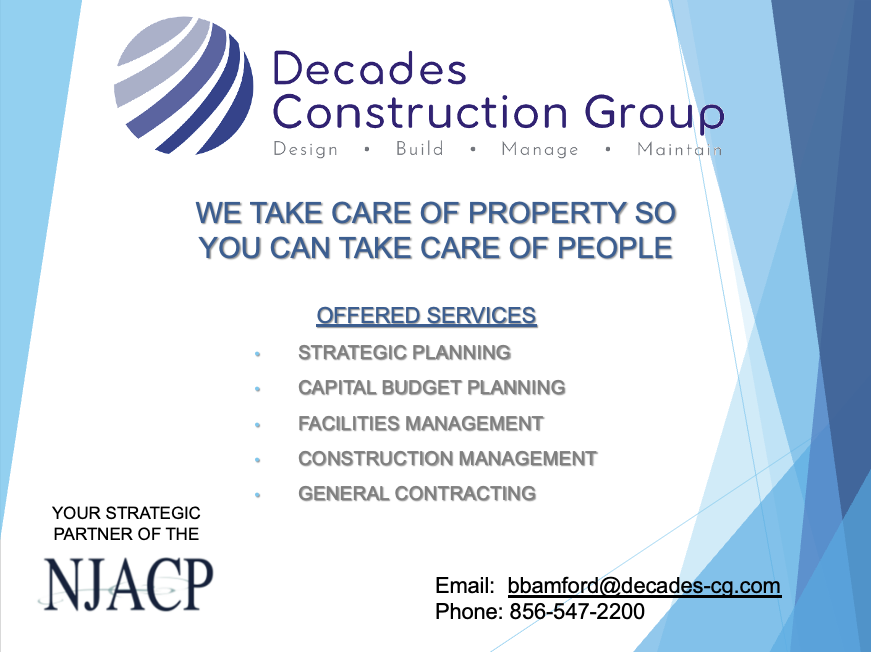 Decades
Construction Group
Design • Build • Manage • Maintain
WE TAKE CARE OF PROPERTY SO
YOU CAN TAKE CARE OF PEOPLE
OFFERED SERVICES
• STRATEGIC PLANNING
• CAPITAL BUDGET PLANNING
• FACILITIES MANAGEMENT
• CONSTRUCTION MANAGEMENT
• GENERAL CONTRACTING
YOUR STRATEGIC
PARTNER OF THE
NJACP
Email: bbamford@decades-cg.com
Phone: 856-547-2200